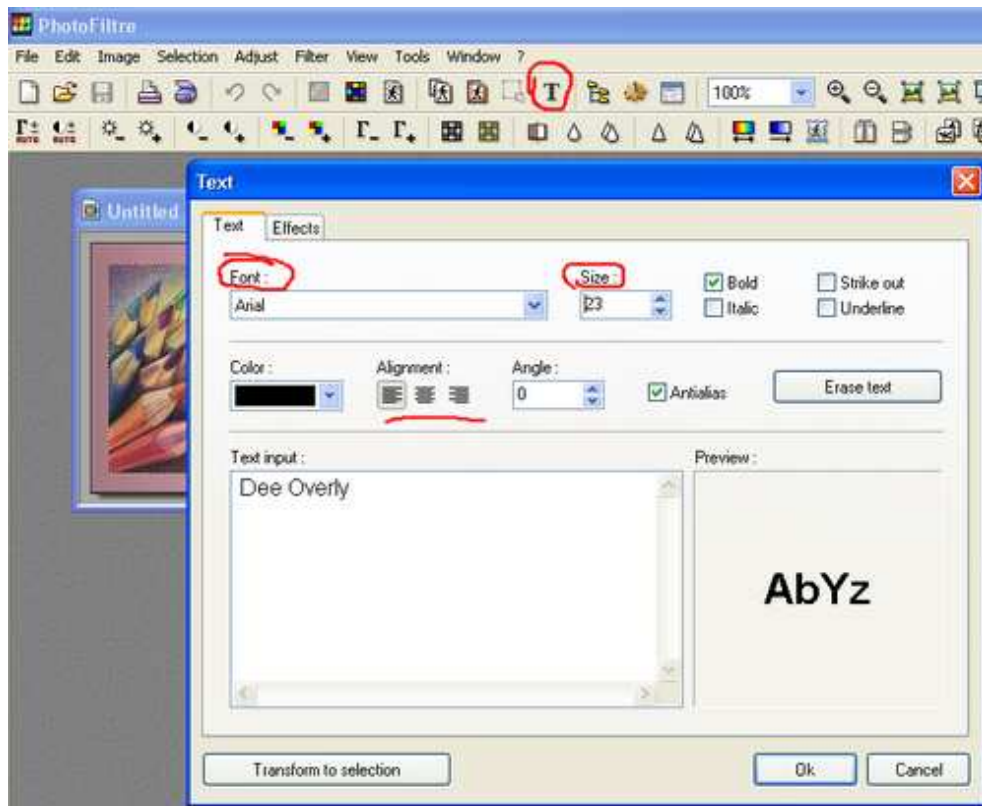 PhotoFiltre
File Edit Image Selection Adjust Filter View Tools Window ?
T 100%
AUTO AUTO
Text
Untitled
Text Effects
Font : Size :
Bold Strike out
Arial 23
Italic Underline
Color : Alignment : Angle :
0 Antialias Erase text
Text input : Preview :
Dee Overly
AbYz
Transform to selection Ok Cancel